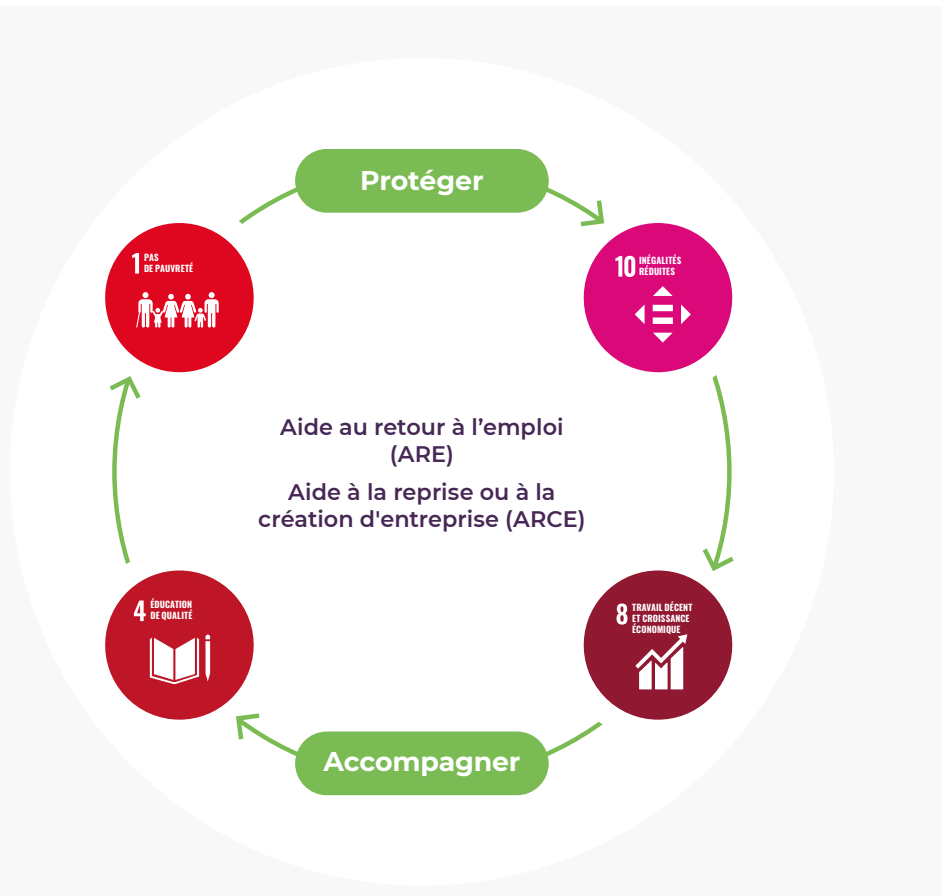 Protéger
1 PAS
DE PAUVRETÉ
10 INÉGALITÉS
RÉDUITES
Aide au retour à l’emploi
(ARE)
Aide à la reprise ou à la
création d'entreprise (ARCE)
4 ÉDUCATION
DE QUALITÉ
8 TRAVAIL DÉCENT
ET CROISSANCE
ÉCONOMIQUE
Accompagner